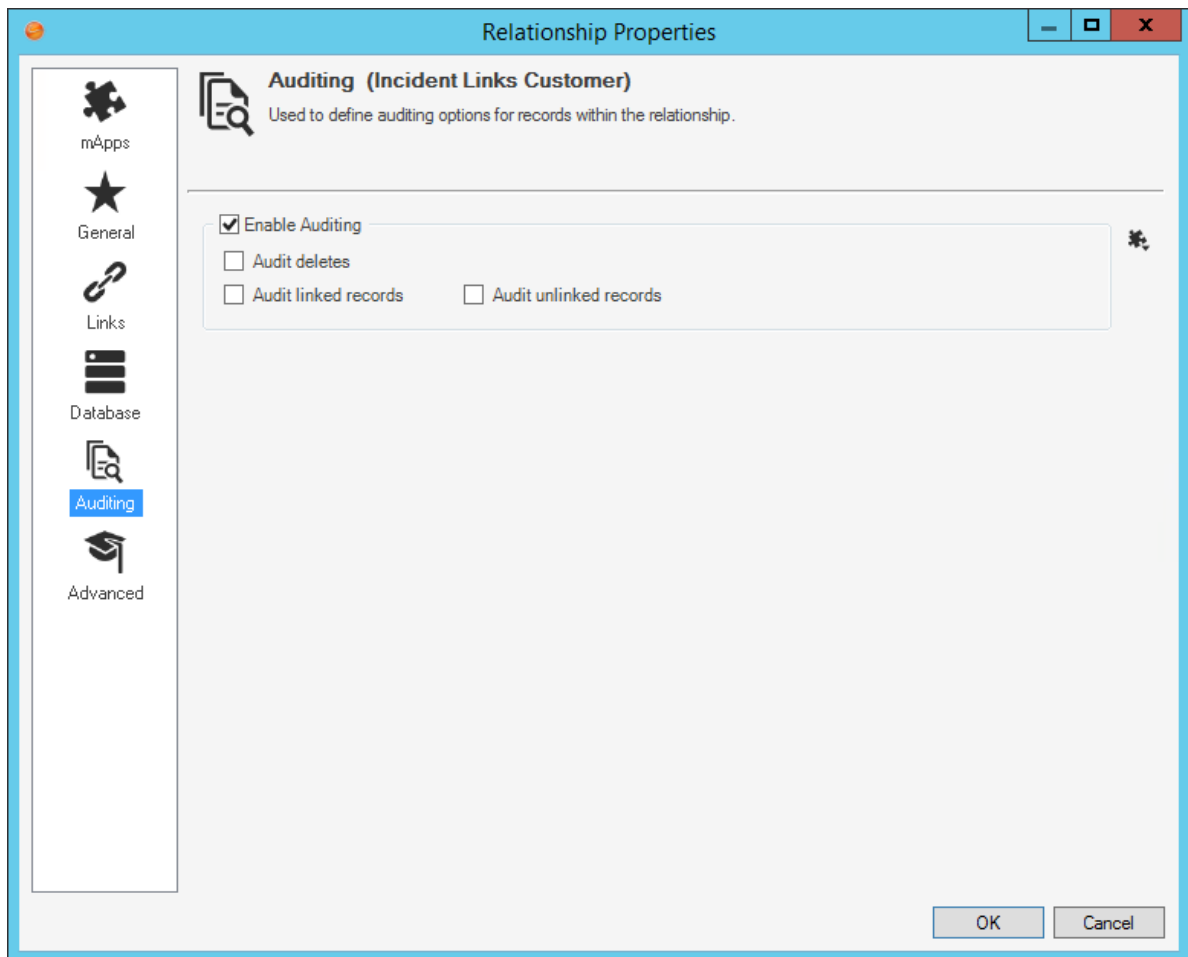 Relationship Properties
mApps
General
Links
Database
Auditing
Advanced
Auditing  (Incident Links Customer)
Used to define auditing options for records within the relationship.
Enable Auditing
Audit deletes
Audit linked records Audit unlinked records
OK Cancel